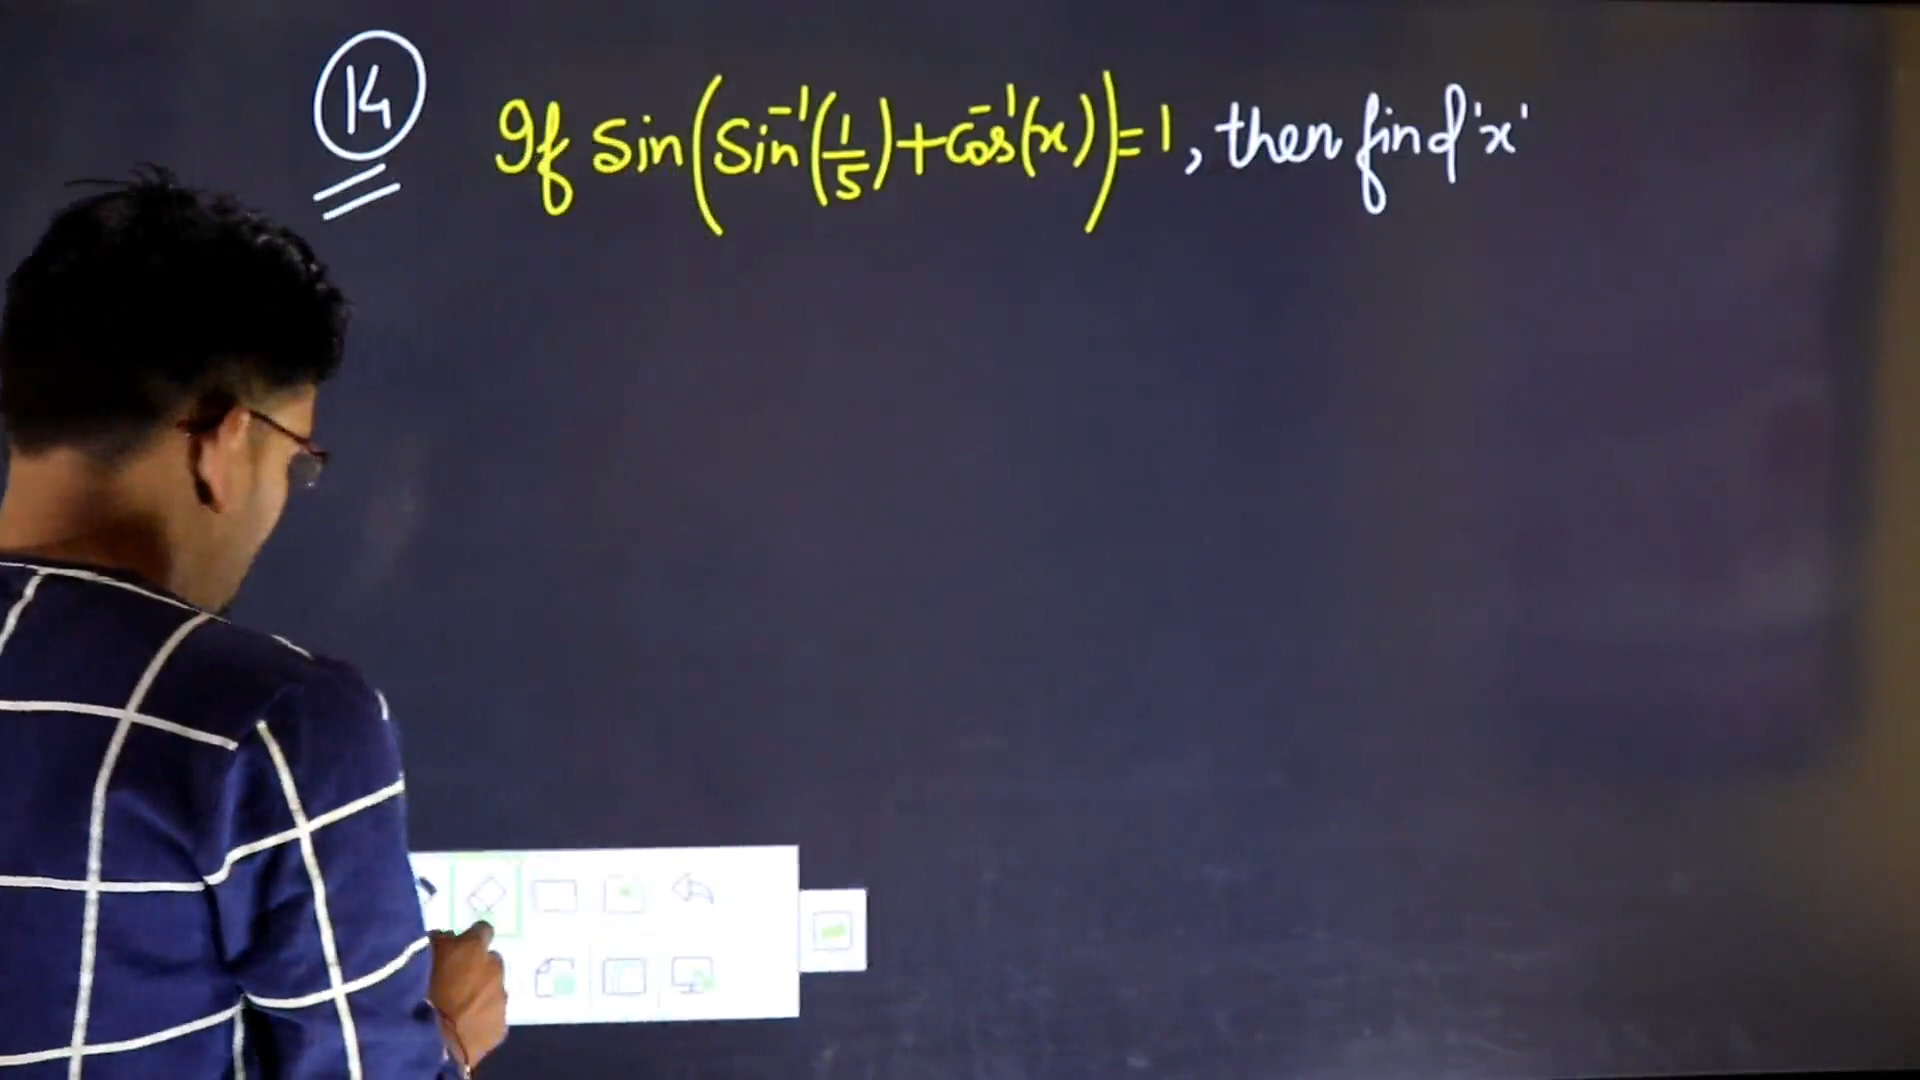 14 If sin(sin⁻¹(1/5)+cos⁻¹(x))=1, then find 'x'